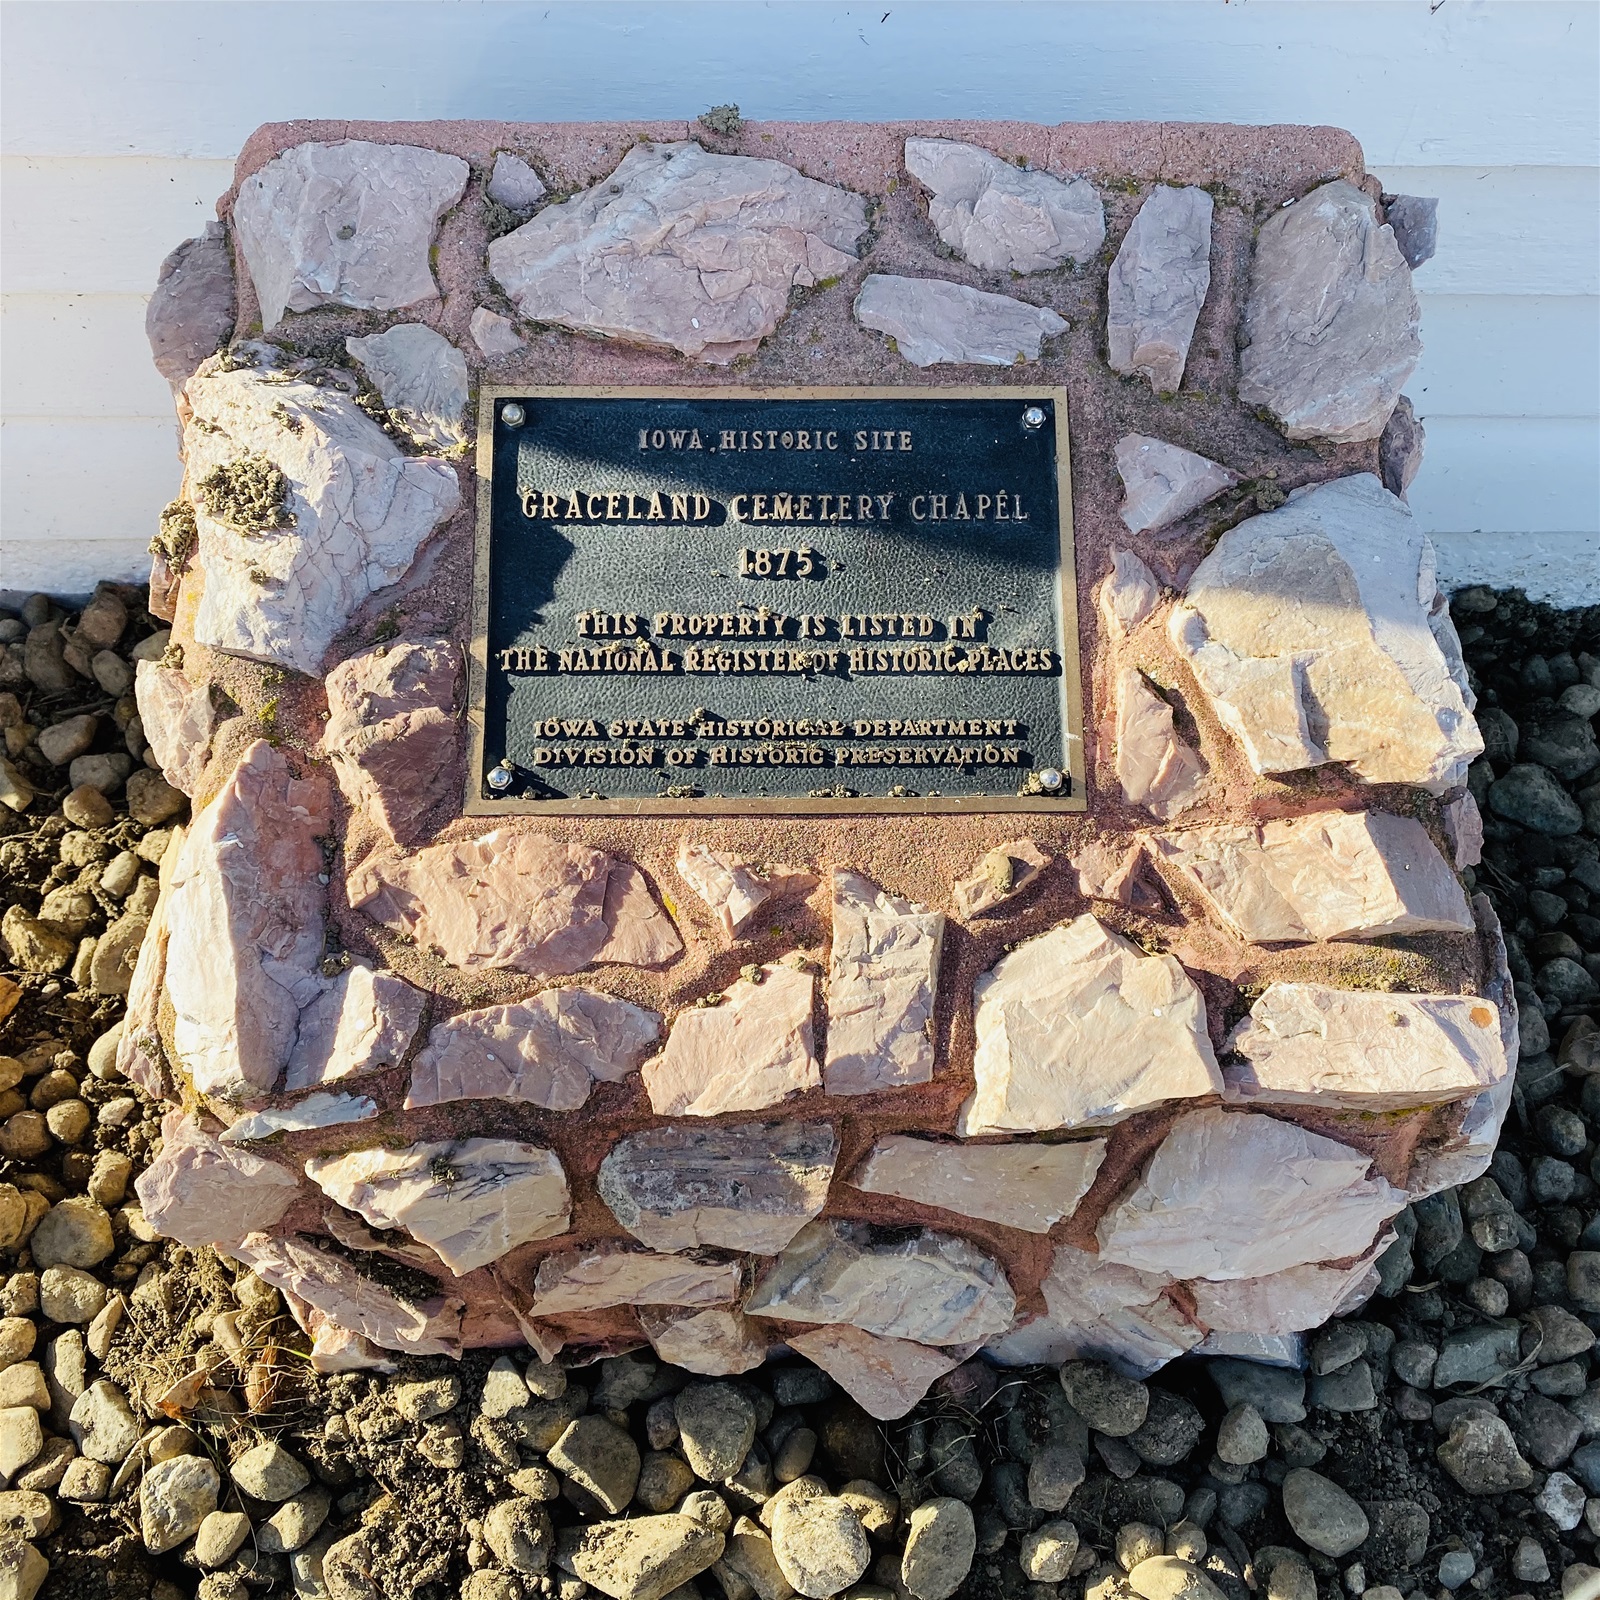 IOWA HISTORIC SITE
GRACELAND CEMETERY CHAPEL
1875
THIS PROPERTY IS LISTED IN
THE NATIONAL REGISTER OF HISTORIC PLACES
IOWA STATE HISTORICAL DEPARTMENT
DIVISION OF HISTORIC PRESERVATION